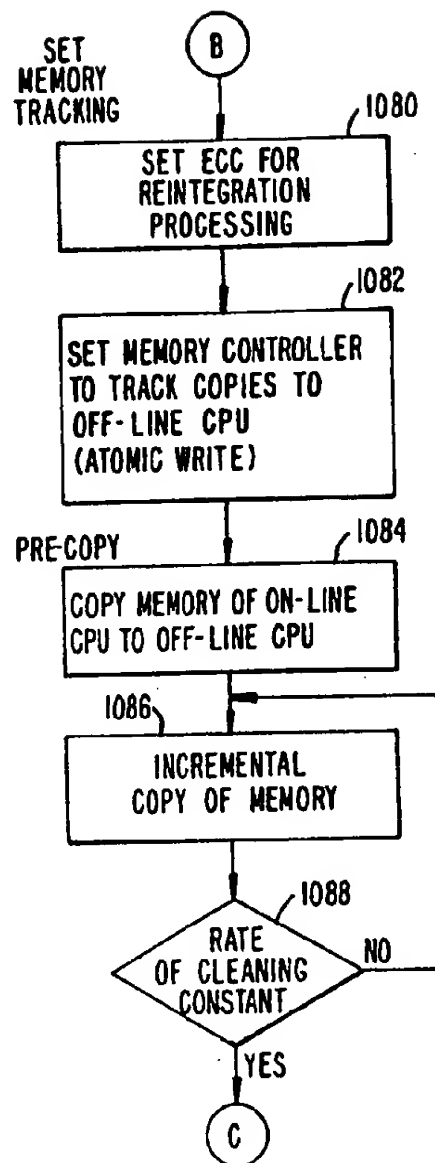 B
SET
MEMORY
TRACKING
1080
SET ECC FOR
REINTEGRATION
PROCESSING
1082
SET MEMORY CONTROLLER
TO TRACK COPIES TO
OFF-LINE CPU
(ATOMIC WRITE)
PRE-COPY
1084
COPY MEMORY OF ON-LINE
CPU TO OFF-LINE CPU
1086
INCREMENTAL
COPY OF MEMORY
1088
RATE
OF CLEANING
CONSTANT
NO
YES
C